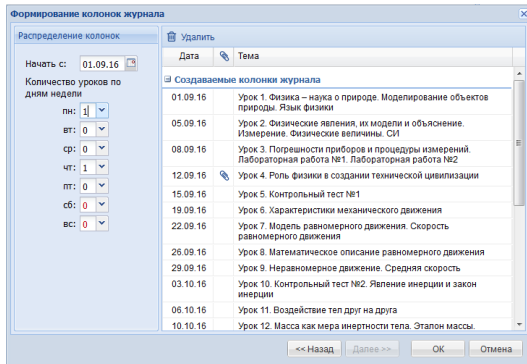 Формирование колонок журнала
Распределение колонок
Начать с: 01.09.16
Количество уроков по
дням недели
пн: 1
вт: 0
ср: 0
чт: 1
пт: 0
сб: 0
вс: 0
Удалить
Дата Тема
Создаваемые колонки журнала
01.09.16 Урок 1. Физика – наука о природе. Моделирование объектов
природы. Язык физики
05.09.16 Урок 2. Физические явления, их модели и объяснение.
Измерение. Физические величины. СИ
08.09.16 Урок 3. Погрешности приборов и процедуры измерений.
Лабораторная работа №1. Лабораторная работа №2
12.09.16 Урок 4. Роль физики в создании технической цивилизации
15.09.16 Урок 5. Контрольный тест №1
19.09.16 Урок 6. Характеристики механического движения
22.09.16 Урок 7. Модель равномерного движения. Скорость
равномерного движения
26.09.16 Урок 8. Математическое описание равномерного движения
29.09.16 Урок 9. Неравномерное движение. Средняя скорость
03.10.16 Урок 10. Контрольный тест №2. Явление инерции и закон
инерции
06.10.16 Урок 11. Воздействие тел друг на друга
10.10.16 Урок 12. Масса как мера инертности тела. Эталон массы.
<< Назад Далее >> ОК Отмена